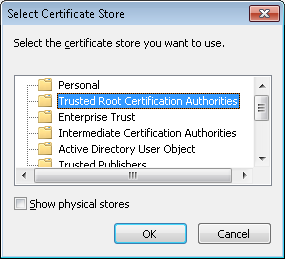 Select Certificate Store
Select the certificate store you want to use.
Personal
Trusted Root Certification Authorities
Enterprise Trust
Intermediate Certification Authorities
Active Directory User Object
Trusted Publishers
Show physical stores
OK
Cancel